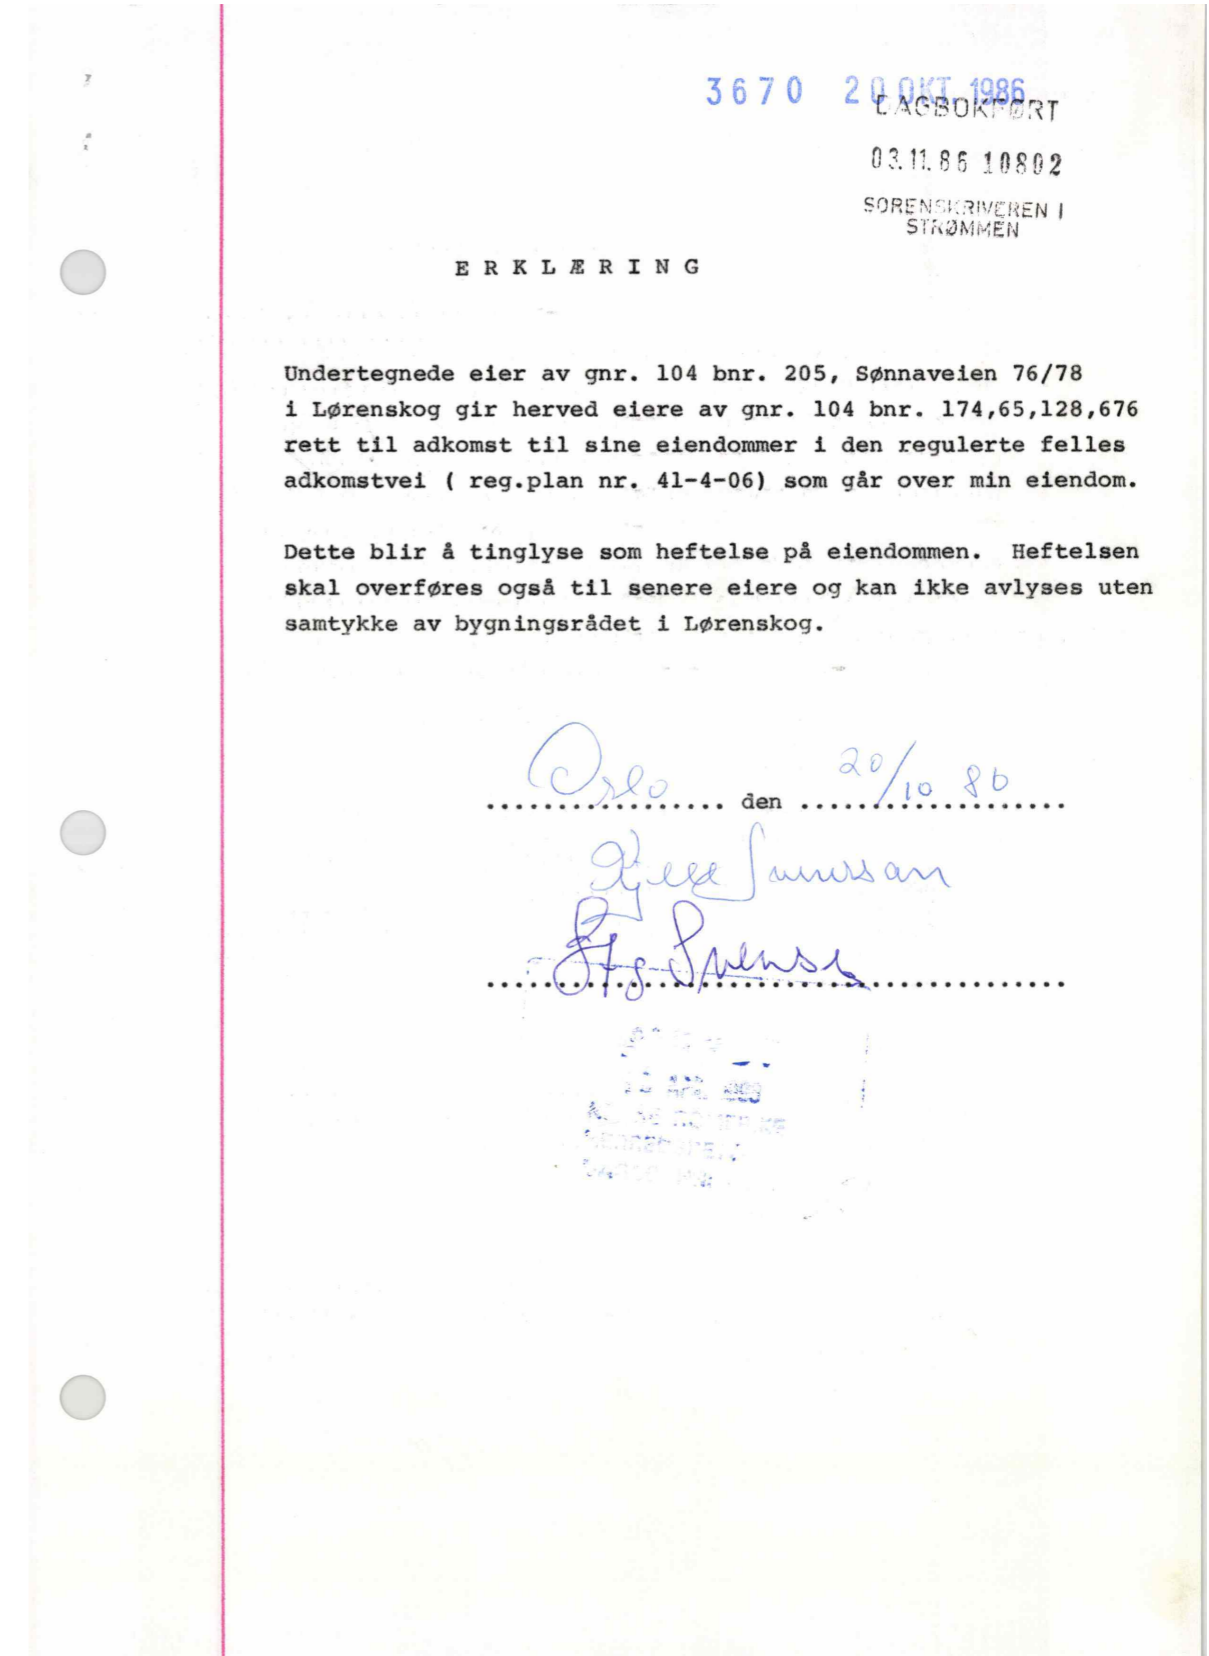 3670 20 OKT. 1986
DAGBOKFØRT
03.11.86 10802
SORENSKRIVEREN I
STRØMMEN
ERKLÆRING
Undertegnede eier av gnr. 104 bnr. 205, Sønnaveien 76/78
i Lørenskog gir herved eiere av gnr. 104 bnr. 174,65,128,676
rett til adkomst til sine eiendommer i den regulerte felles
adkomstvei ( reg.plan nr. 41-4-06) som går over min eiendom.
Dette blir å tinglyse som heftelse på eiendommen. Heftelsen
skal overføres også til senere eiere og kan ikke avlyses uten
samtykke av bygningsrådet i Lørenskog.
Oslo den 20/10 86
Kjell